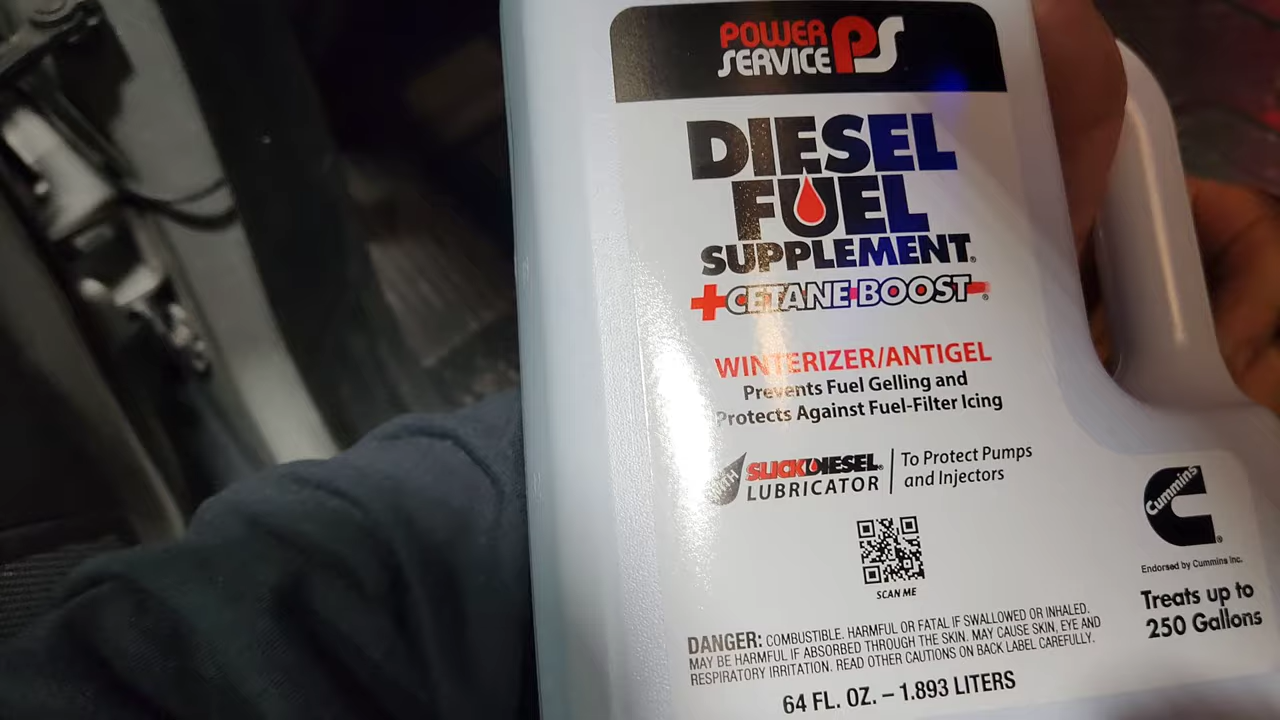 POWER
SERVICE PS
DIESEL
FUEL
SUPPLEMENT®
+CETANE BOOST®
WINTERIZER/ANTIGEL
Prevents Fuel Gelling and
Protects Against Fuel-Filter Icing
WITH SLICKDIESEL®
LUBRICATOR
To Protect Pumps
and Injectors
SCAN ME
Cummins
Endorsed by Cummins Inc.
Treats up to
250 Gallons
DANGER: COMBUSTIBLE. HARMFUL OR FATAL IF SWALLOWED OR INHALED.
MAY BE HARMFUL IF ABSORBED THROUGH THE SKIN. MAY CAUSE SKIN, EYE AND
RESPIRATORY IRRITATION. READ OTHER CAUTIONS ON BACK LABEL CAREFULLY.
64 FL. OZ. – 1.893 LITERS